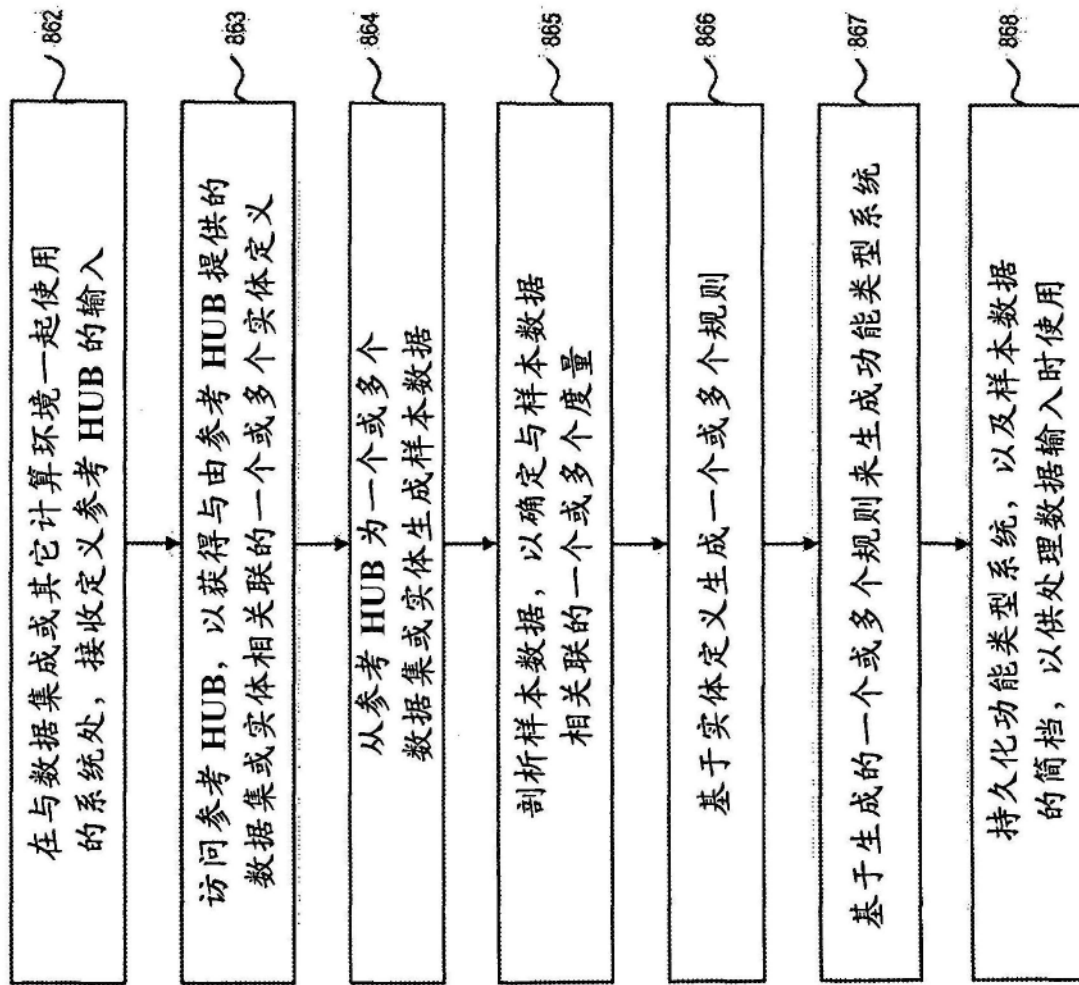 在与数据集成或其它计算环境一起使用
的系统处，接收定义参考 HUB 的输入
862
访问参考 HUB，以获得与由参考 HUB 提供的
数据集或实体相关联的一个或多个实体定义
863
从参考 HUB 为一个或多个
数据集或实体生成样本数据
864
剖析样本数据，以确定与样本数据
相关联的一个或多个度量
865
基于实体定义生成一个或多个规则
866
基于生成的一个或多个规则来生成功能类型系统
867
持久化功能类型系统，以及样本数据
的简档，以供处理数据输入时使用
868